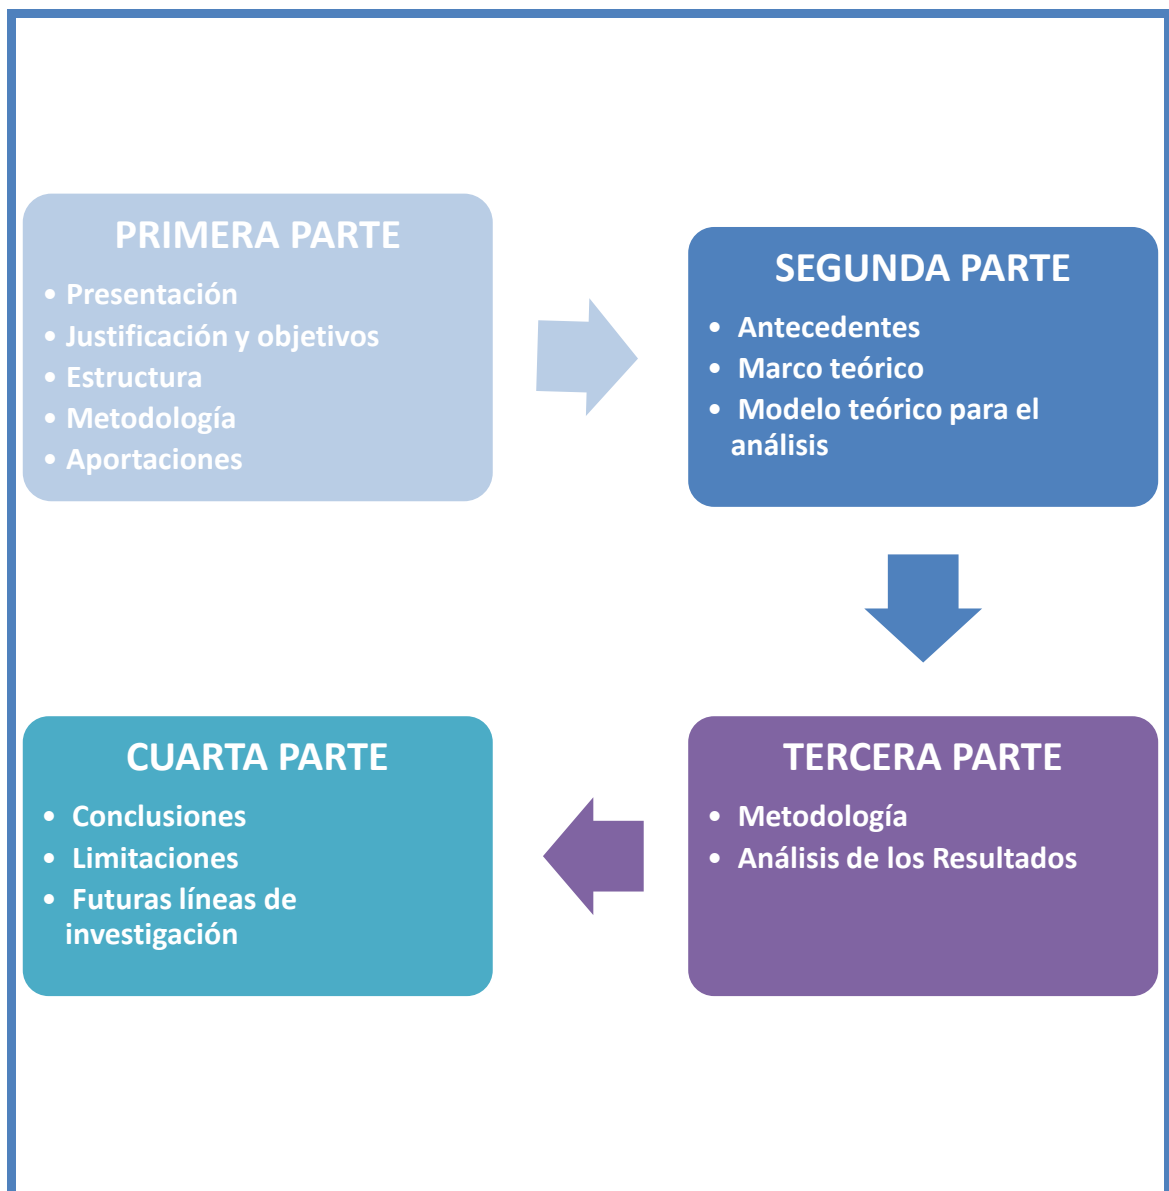 PRIMERA PARTE
• Presentación
• Justificación y objetivos
• Estructura
• Metodología
• Aportaciones
SEGUNDA PARTE
• Antecedentes
• Marco teórico
• Modelo teórico para el
análisis
TERCERA PARTE
• Metodología
• Análisis de los Resultados
CUARTA PARTE
• Conclusiones
• Limitaciones
• Futuras líneas de
investigación